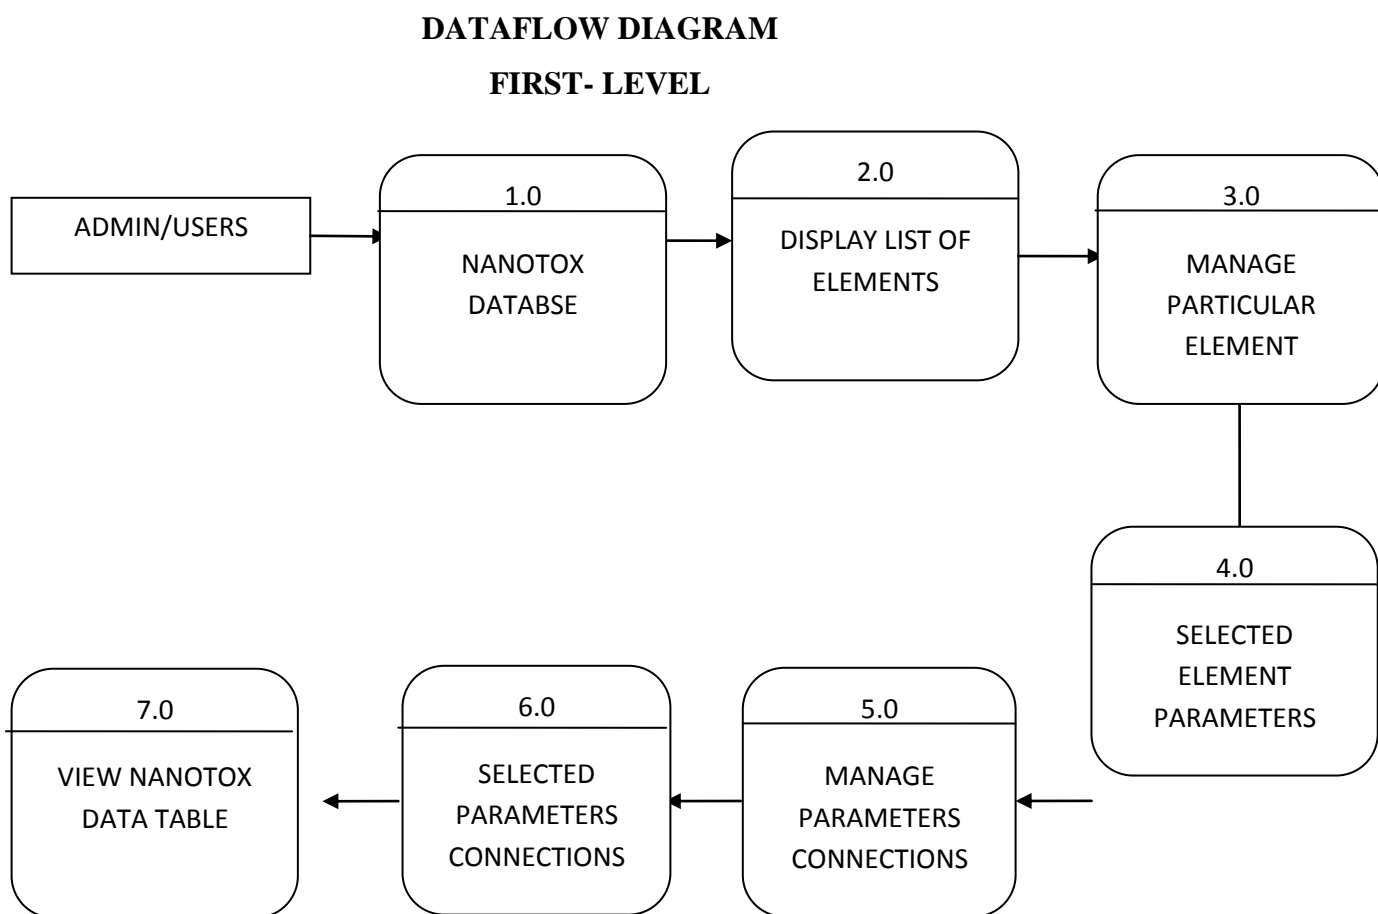 DATAFLOW DIAGRAM
FIRST- LEVEL
ADMIN/USERS
1.0
NANOTOX
DATABSE
2.0
DISPLAY LIST OF
ELEMENTS
3.0
MANAGE
PARTICULAR
ELEMENT
4.0
SELECTED
ELEMENT
PARAMETERS
5.0
MANAGE
PARAMETERS
CONNECTIONS
6.0
SELECTED
PARAMETERS
CONNECTIONS
7.0
VIEW NANOTOX
DATA TABLE